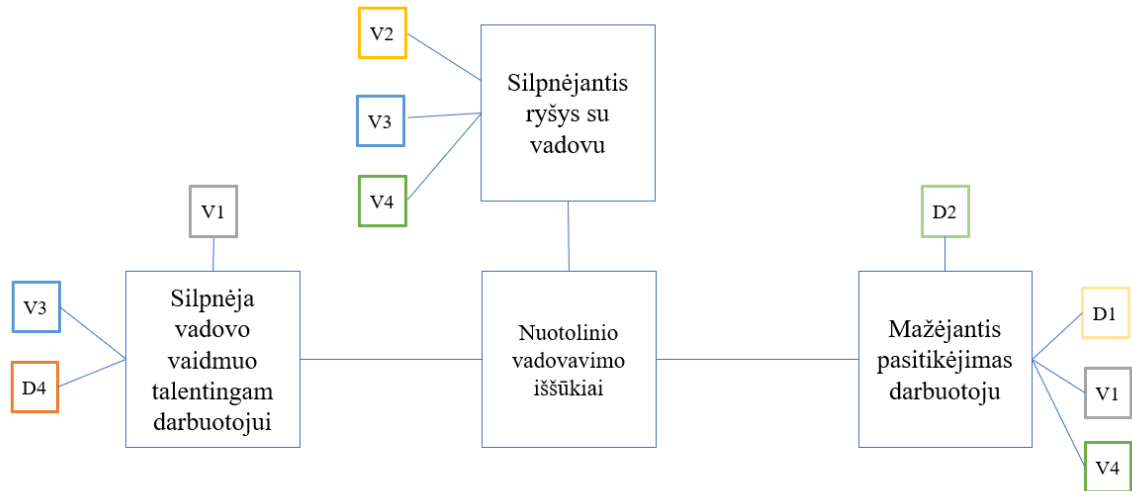 V2
V3
V4
Silpnėjantis
ryšys su
vadovu
V1
D2
V3
D4
Silpnėja
vadovo
vaidmuo
talentingam
darbuotojui
Nuotolinio
vadovavimo
iššūkiai
Mažėjantis
pasitikėjimas
darbuotoju
D1
V1
V4